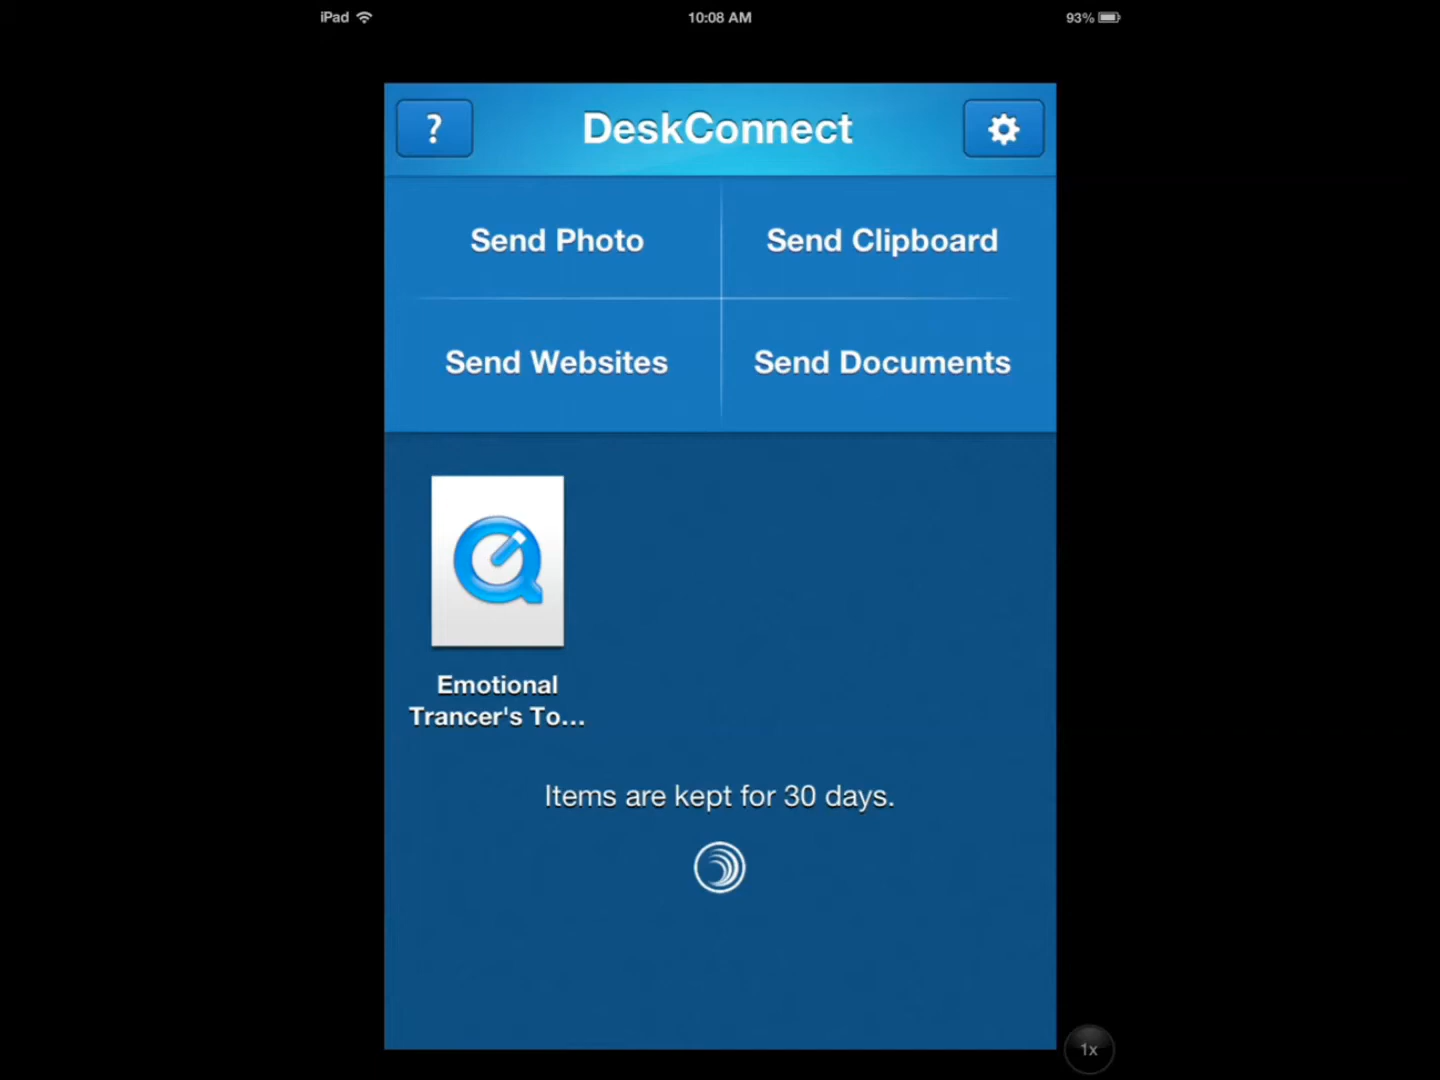 iPad
10:08 AM
93%
?
DeskConnect
Send Photo
Send Clipboard
Send Websites
Send Documents
Emotional
Trancer's To...
Items are kept for 30 days.
1x